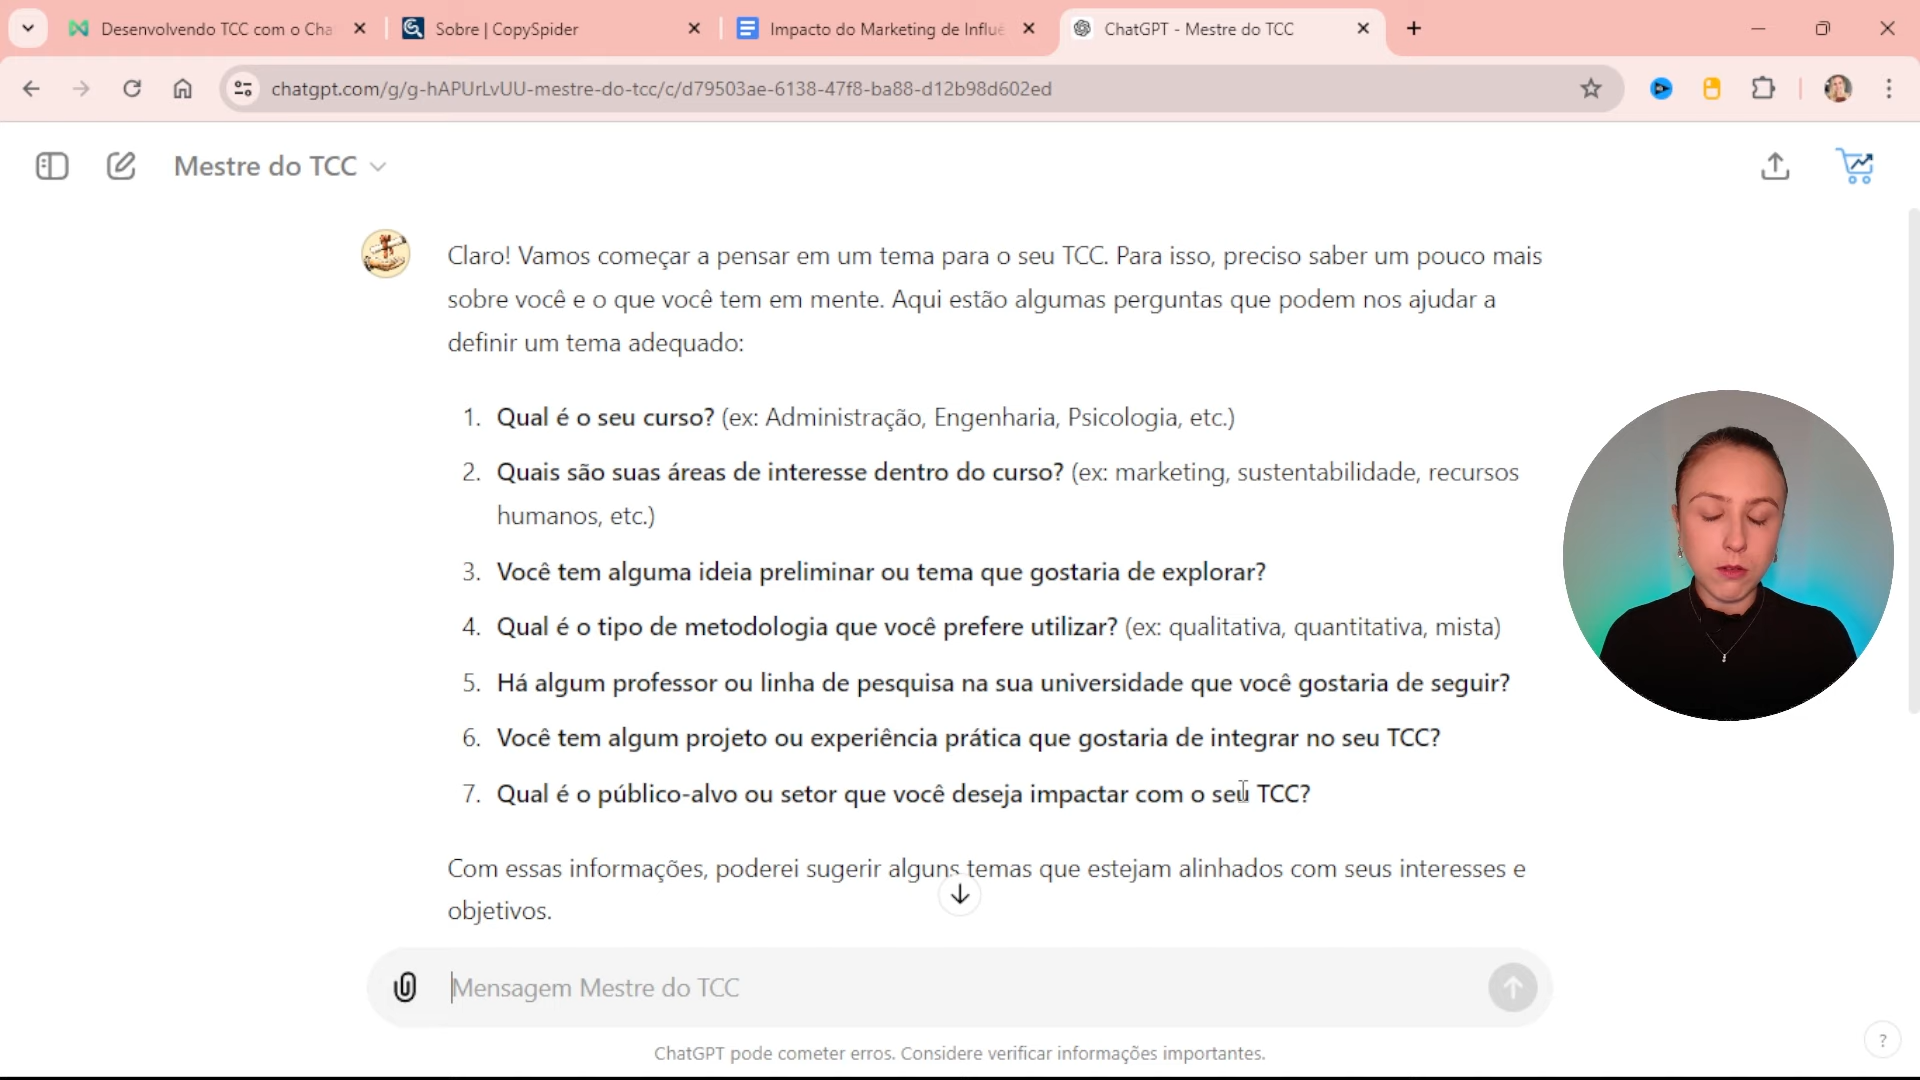 Desenvolvendo TCC com o Cha
Sobre | CopySpider
Impacto do Marketing de Influê
ChatGPT - Mestre do TCC
chatgpt.com/g/g-hAPUrLvUU-mestre-do-tcc/c/d79503ae-6138-47f8-ba88-d12b98d602ed
Mestre do TCC
Claro! Vamos começar a pensar em um tema para o seu TCC. Para isso, preciso saber um pouco mais
sobre você e o que você tem em mente. Aqui estão algumas perguntas que podem nos ajudar a
definir um tema adequado:
1. Qual é o seu curso? (ex: Administração, Engenharia, Psicologia, etc.)
2. Quais são suas áreas de interesse dentro do curso? (ex: marketing, sustentabilidade, recursos
humanos, etc.)
3. Você tem alguma ideia preliminar ou tema que gostaria de explorar?
4. Qual é o tipo de metodologia que você prefere utilizar? (ex: qualitativa, quantitativa, mista)
5. Há algum professor ou linha de pesquisa na sua universidade que você gostaria de seguir?
6. Você tem algum projeto ou experiência prática que gostaria de integrar no seu TCC?
7. Qual é o público-alvo ou setor que você deseja impactar com o seu TCC?
Com essas informações, poderei sugerir alguns temas que estejam alinhados com seus interesses e
objetivos.
Mensagem Mestre do TCC
ChatGPT pode cometer erros. Considere verificar informações importantes.
?